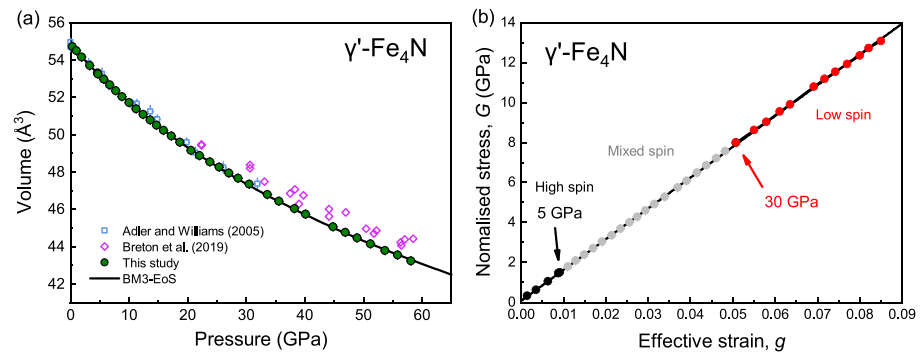 (a)
γ'-Fe4N
56
54
52
50
48
46
44
42
Volume (Å³)
Adler and Williams (2005)
Breton et al. (2019)
This study
BM3-EoS
0
10
20
30
40
50
60
Pressure (GPa)
(b)
γ'-Fe4N
14
12
10
8
6
4
2
0
Nomalised stress, G (GPa)
Low spin
Mixed spin
High spin
5 GPa
30 GPa
0.00
0.01
0.02
0.03
0.04
0.05
0.06
0.07
0.08
0.09
Effective strain, g